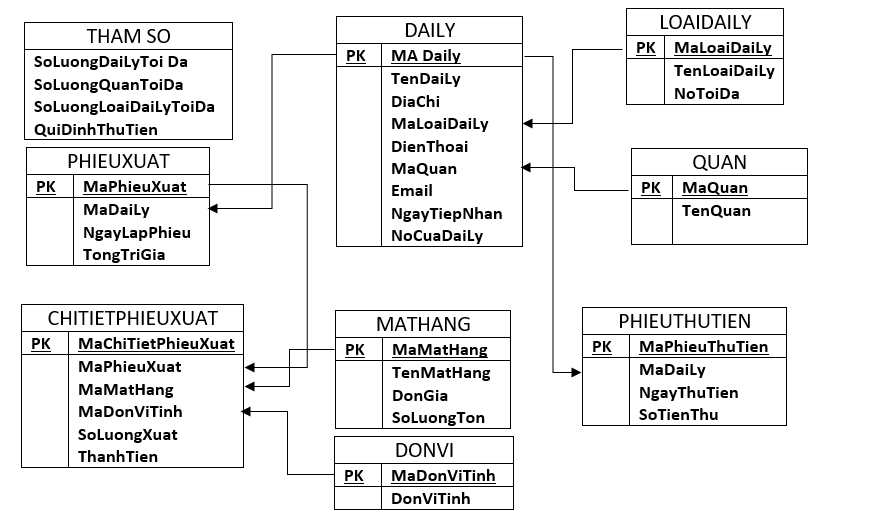 THAM SO
SoLuongDaiLyToi Da
SoLuongQuanToiDa
SoLuongLoaiDaiLyToiDa
QuiDinhThuTien
PHIEUXUAT
PK MaPhieuXuat
MaDaiLy
NgayLapPhieu
TongTriGia
DAILY
PK MA Daily
TenDaiLy
DiaChi
MaLoaiDaiLy
DienThoai
MaQuan
Email
NgayTiepNhan
NoCuaDaiLy
LOAIDAILY
PK MaLoaiDaiLy
TenLoaiDaiLy
NoToiDa
QUAN
PK MaQuan
TenQuan
CHITIETPHIEUXUAT
PK MaChiTietPhieuXuat
MaPhieuXuat
MaMatHang
MaDonViTinh
SoLuongXuat
ThanhTien
MATHANG
PK MaMatHang
TenMatHang
DonGia
SoLuongTon
DONVI
PK MaDonViTinh
DonViTinh
PHIEUTHUTIEN
PK MaPhieuThuTien
MaDaiLy
NgayThuTien
SoTienThu